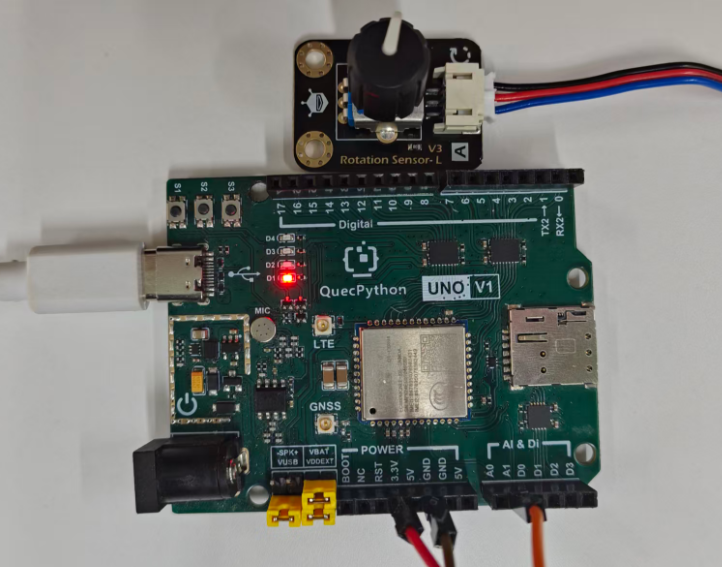 V3
Rotation Sensor-L
A
S1 S2 S3
17 16 15 14 13 12 11 10 9 8 7 6 5 4 3 2 TX2→1 RX2←0
Digital
D4
D3
D2
D1
QuecPython
UNO V1
MIC
LTE
GNSS
-SPK+ VBAT
VUSB VDDEXT
POWER
BOOT NC RST 3.3V 5V GND GND 5V
AI & DI
A0 A1 D0 D1 D2 D3